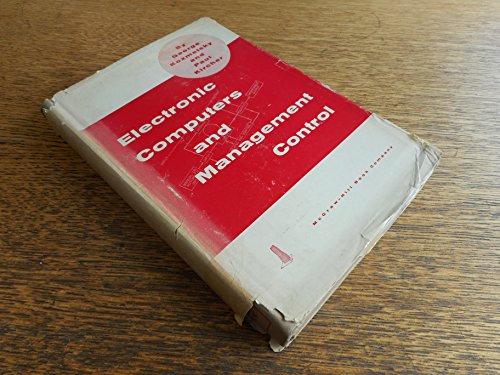 By
George
Kozmetsky
and
Paul
Kircher
Electronic
Computers
and
Management
Control
McGraw-Hill Book Company